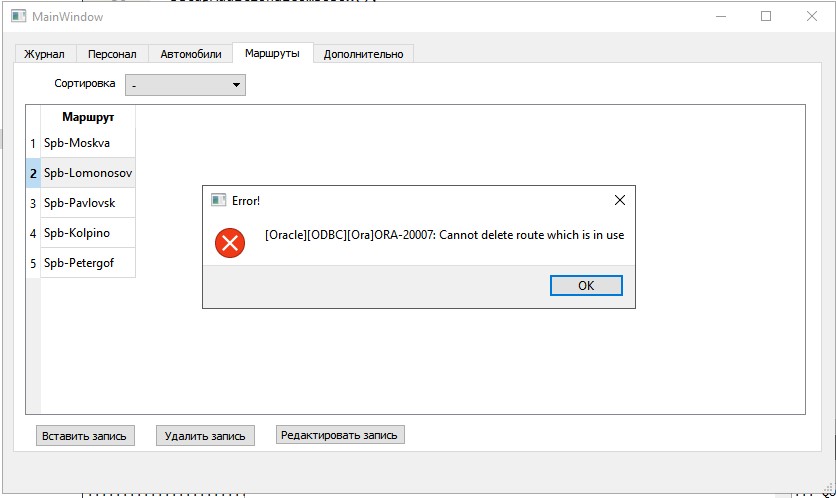 MainWindow
Журнал
Персонал
Автомобили
Маршруты
Дополнительно
Сортировка
-
Маршрут
1 Spb-Moskva
2 Spb-Lomonosov
3 Spb-Pavlovsk
4 Spb-Kolpino
5 Spb-Petergof
Error!
[Oracle][ODBC][Ora]ORA-20007: Cannot delete route which is in use
OK
Вставить запись
Удалить запись
Редактировать запись